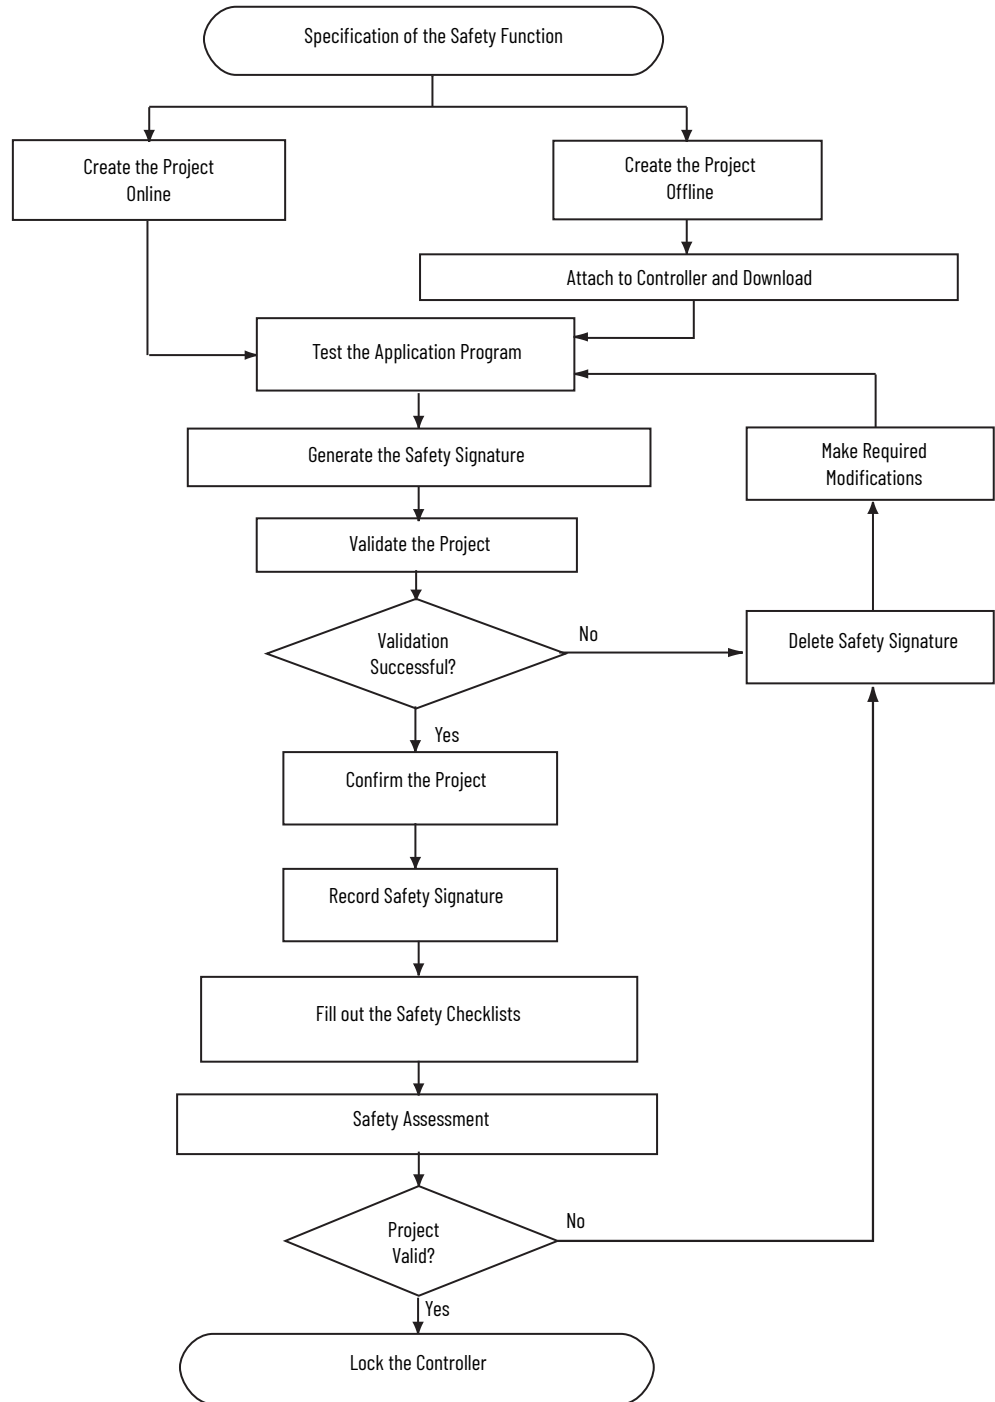 Specification of the Safety Function
Create the Project
Online
Create the Project
Offline
Attach to Controller and Download
Test the Application Program
Generate the Safety Signature
Make Required
Modifications
Validate the Project
Validation
Successful?
No
Delete Safety Signature
Yes
Confirm the Project
Record Safety Signature
Fill out the Safety Checklists
Safety Assessment
Project
Valid?
No
Yes
Lock the Controller